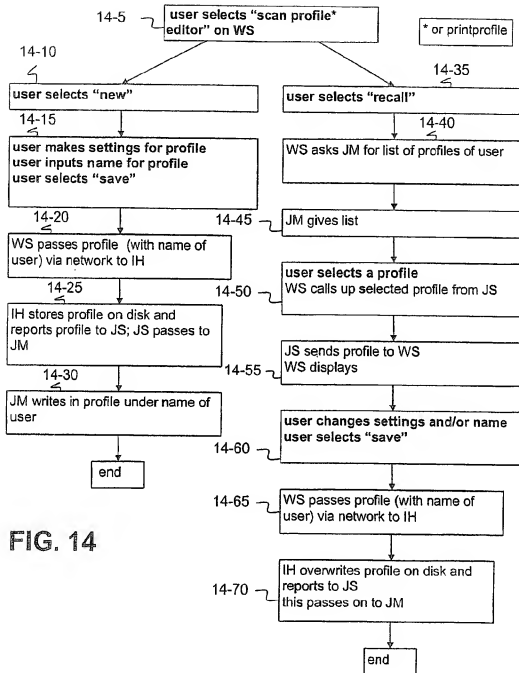 14-5
user selects "scan profile*
editor" on WS
* or printprofile
14-10
user selects "new"
14-15
user makes settings for profile
user inputs name for profile
user selects "save"
14-20
WS passes profile (with name of
user) via network to IH
14-25
IH stores profile on disk and
reports profile to JS; JS passes to
JM
14-30
JM writes in profile under name of
user
end
14-35
user selects "recall"
14-40
WS asks JM for list of profiles of user
14-45
JM gives list
user selects a profile
WS calls up selected profile from JS
14-50
JS sends profile to WS
WS displays
14-55
user changes settings and/or name
user selects "save"
14-60
14-65
WS passes profile (with name of
user) via network to IH
IH overwrites profile on disk and
reports to JS
this passes on to JM
14-70
end
FIG. 14